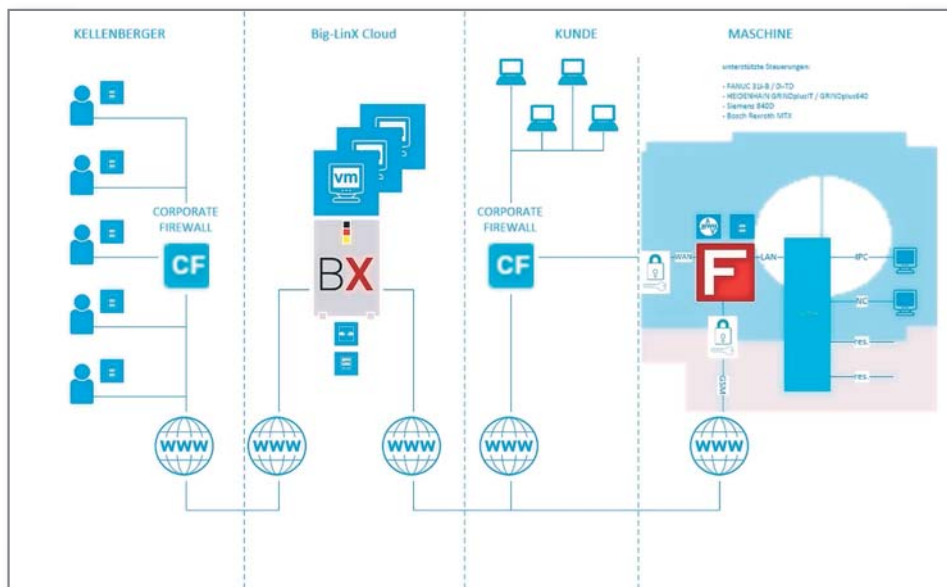 KELLENBERGER
Big-LinX Cloud
KUNDE
MASCHINE
unterstützte Steuerungen:
- FANUC 31i-B / 0i-TD
- HEIDENHAIN GRINDplusIT / GRINDplus640
- Siemens 840D
- Bosch Rexroth MTX
vm
CORPORATE
FIREWALL
CF
BX
CORPORATE
FIREWALL
CF
WAN
F
LAN
IPC
NC
res.
res.
GSM
WWW
WWW
WWW
WWW
WWW